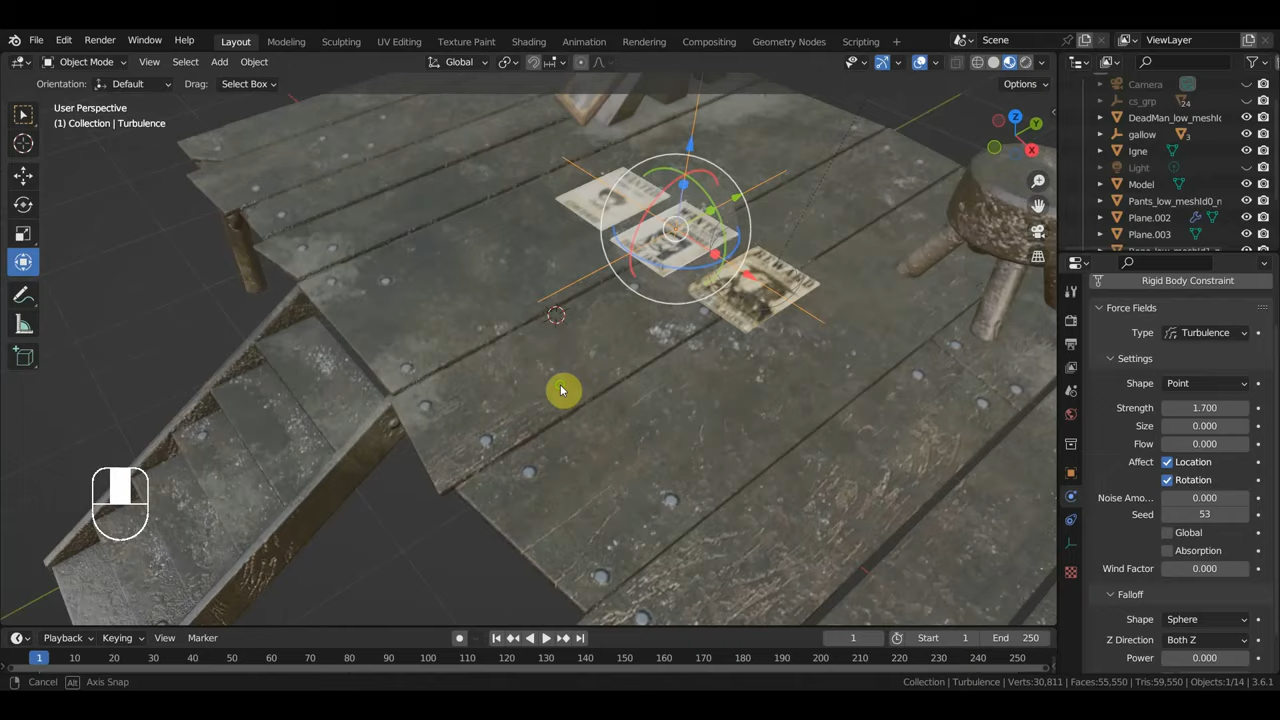 File Edit Render Window Help Layout Modeling Sculpting UV Editing Texture Paint Shading Animation Rendering Compositing Geometry Nodes Scripting + Scene ViewLayer
Object Mode View Select Add Object Global
Orientation: Default Drag: Select Box Options
User Perspective
(1) Collection | Turbulence
Z
Y
X
WANTED
REWARD
Camera
cs_grp 24
DeadMan_low_meshId
gallow 3
Igne
Light
Model
Pants_low_meshId0_n
Plane.002
Plane.003
Rigid Body Constraint
Force Fields
Type Turbulence
Settings
Shape Point
Strength 1.700
Size 0.000
Flow 0.000
Affect Location
Rotation
Noise Amo... 0.000
Seed 53
Global
Absorption
Wind Factor 0.000
Falloff
Shape Sphere
Z Direction Both Z
Power 0.000
Playback Keying View Marker 1 Start 1 End 250
1 10 20 30 40 50 60 70 80 90 100 110 120 130 140 150 160 170 180 190 200 210 220 230 240 250
Cancel Alt Axis Snap Collection | Turbulence | Verts:30,811 | Faces:55,550 | Tris:59,550 | Objects:1/14 | 3.6.1